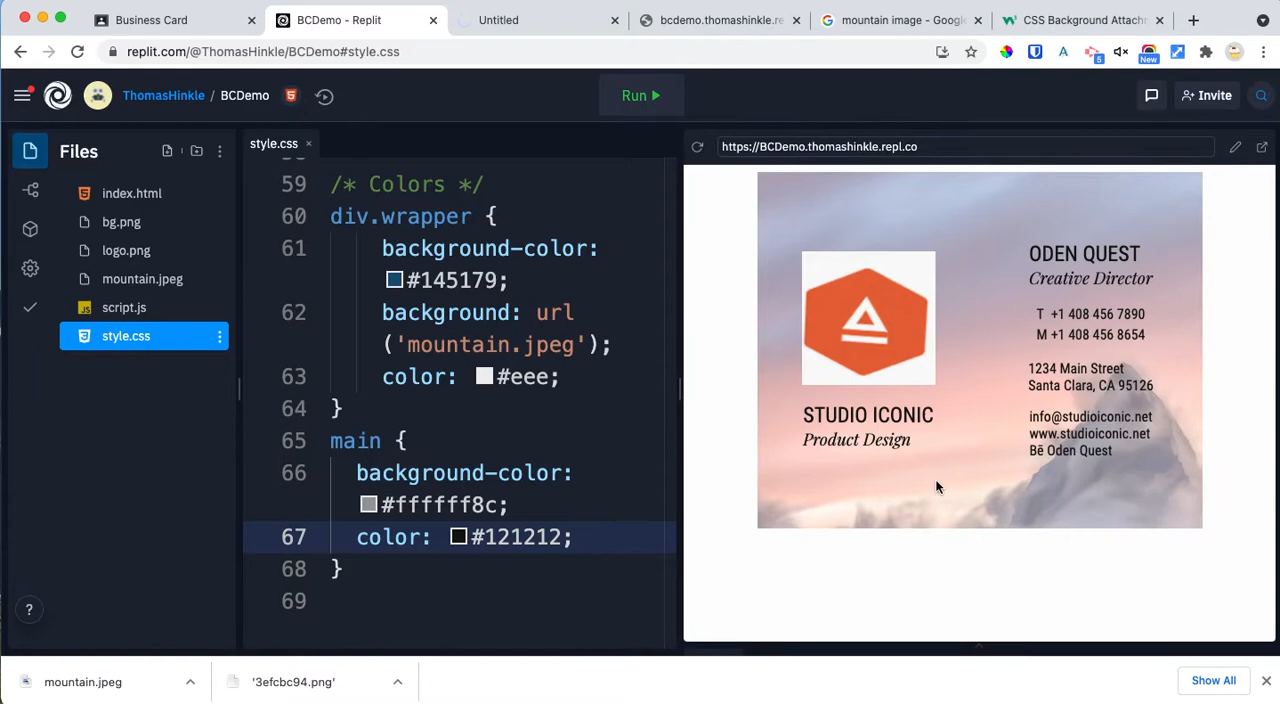 Business Card
BCDemo - Replit
Untitled
bcdemo.thomashinkle.re
mountain image - Google
CSS Background Attachm
replit.com/@ThomasHinkle/BCDemo#style.css
A
5
New
ThomasHinkle / BCDemo
Run
Invite
Files
style.css
https://BCDemo.thomashinkle.repl.co
index.html
bg.png
logo.png
mountain.jpeg
script.js
style.css
59 /* Colors */
60 div.wrapper {
61 background-color:
#145179;
62 background: url
('mountain.jpeg');
63 color: #eee;
64 }
65 main {
66 background-color:
#ffffff8c;
67 color: #121212;
68 }
69
ODEN QUEST
Creative Director
T +1 408 456 7890
M +1 408 456 8654
1234 Main Street
Santa Clara, CA 95126
STUDIO ICONIC
Product Design
info@studioiconic.net
www.studioiconic.net
Bē Oden Quest
?
mountain.jpeg
'3efcbc94.png'
Show All